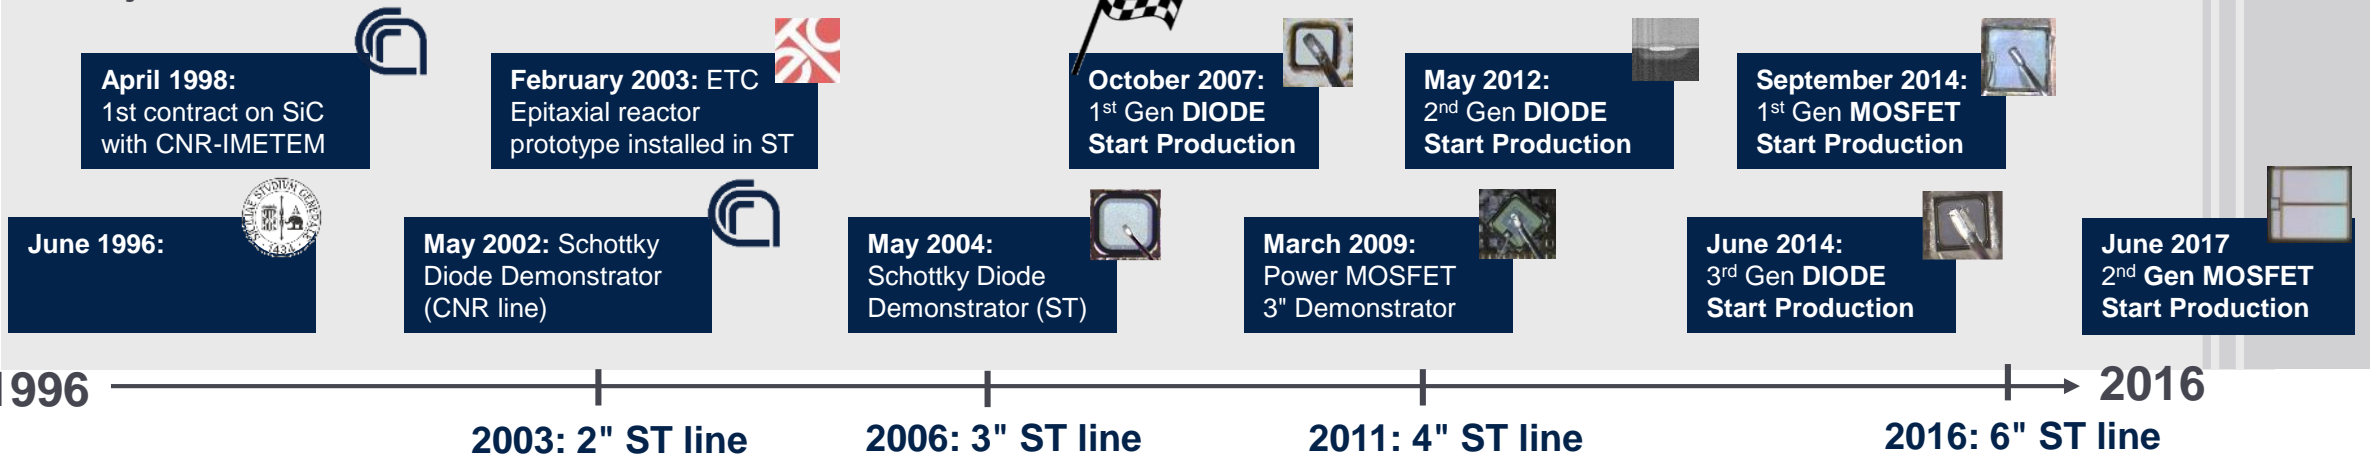 April 1998:
1st contract on SiC
with CNR-IMETEM
February 2003: ETC
Epitaxial reactor
prototype installed in ST
October 2007:
1st Gen DIODE
Start Production
May 2012:
2nd Gen DIODE
Start Production
September 2014:
1st Gen MOSFET
Start Production
June 1996:
May 2002: Schottky
Diode Demonstrator
(CNR line)
May 2004:
Schottky Diode
Demonstrator (ST)
March 2009:
Power MOSFET
3" Demonstrator
June 2014:
3rd Gen DIODE
Start Production
June 2017
2nd Gen MOSFET
Start Production
1996
2016
2003: 2" ST line
2006: 3" ST line
2011: 4" ST line
2016: 6" ST line